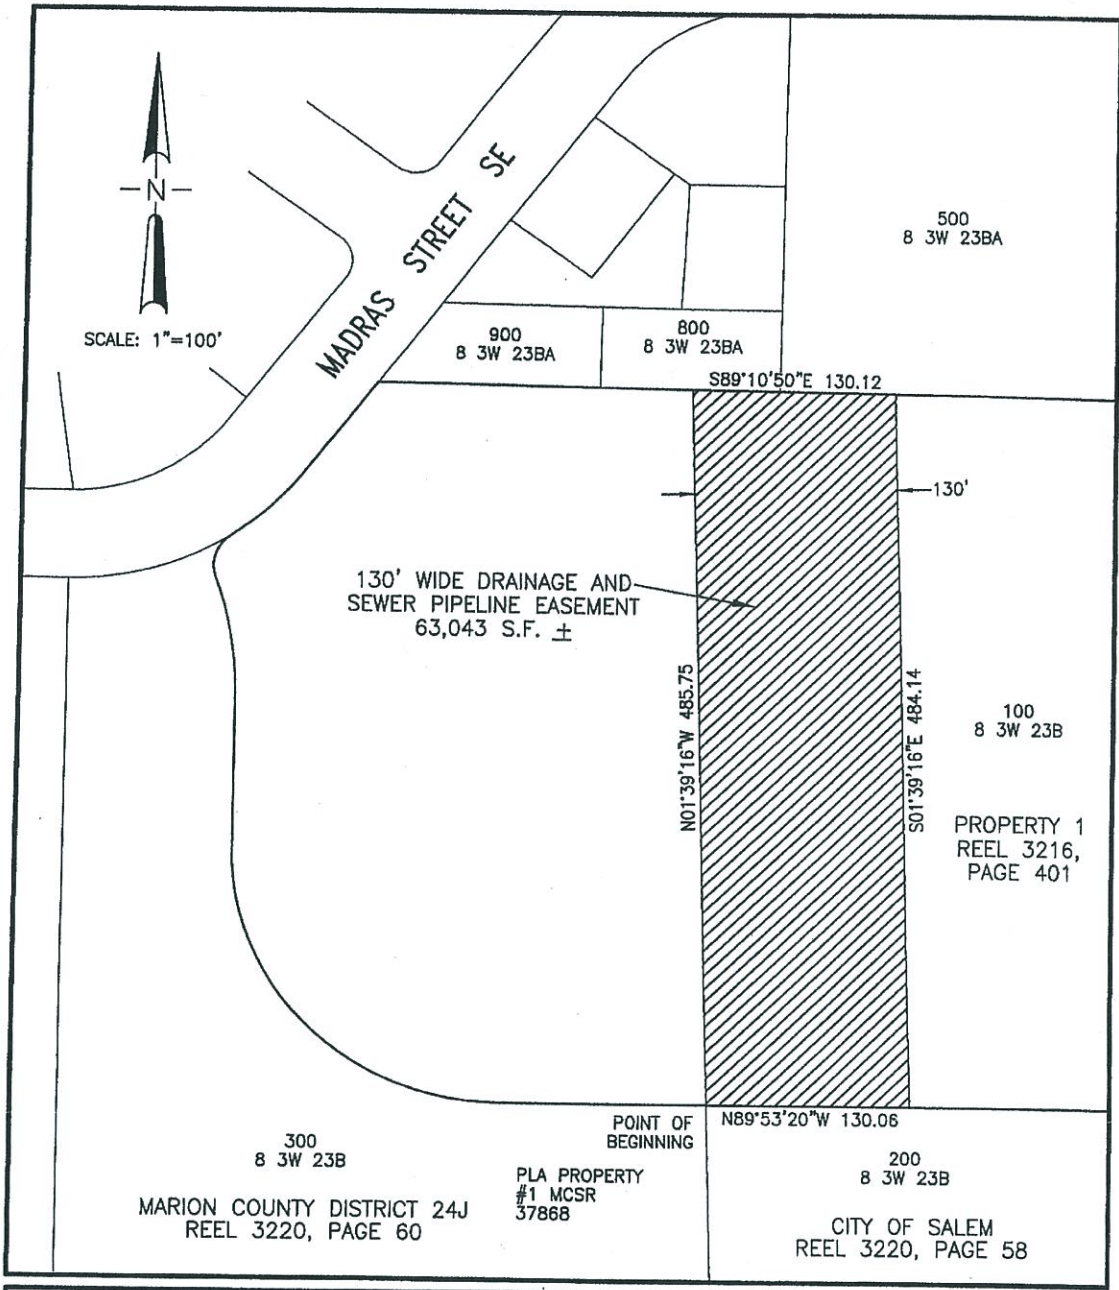 N
SCALE: 1"=100'
MADRAS STREET SE
500
8 3W 23BA
900
8 3W 23BA
800
8 3W 23BA
S89°10'50"E 130.12
130'
130' WIDE DRAINAGE AND
SEWER PIPELINE EASEMENT
63,043 S.F. ±
N01°39'16"W 485.75
S01°39'16"E 484.14
100
8 3W 23B
PROPERTY 1
REEL 3216,
PAGE 401
POINT OF
BEGINNING
N89°53'20"W 130.06
300
8 3W 23B
MARION COUNTY DISTRICT 24J
REEL 3220, PAGE 60
PLA PROPERTY
#1 MCSR
37868
200
8 3W 23B
CITY OF SALEM
REEL 3220, PAGE 58